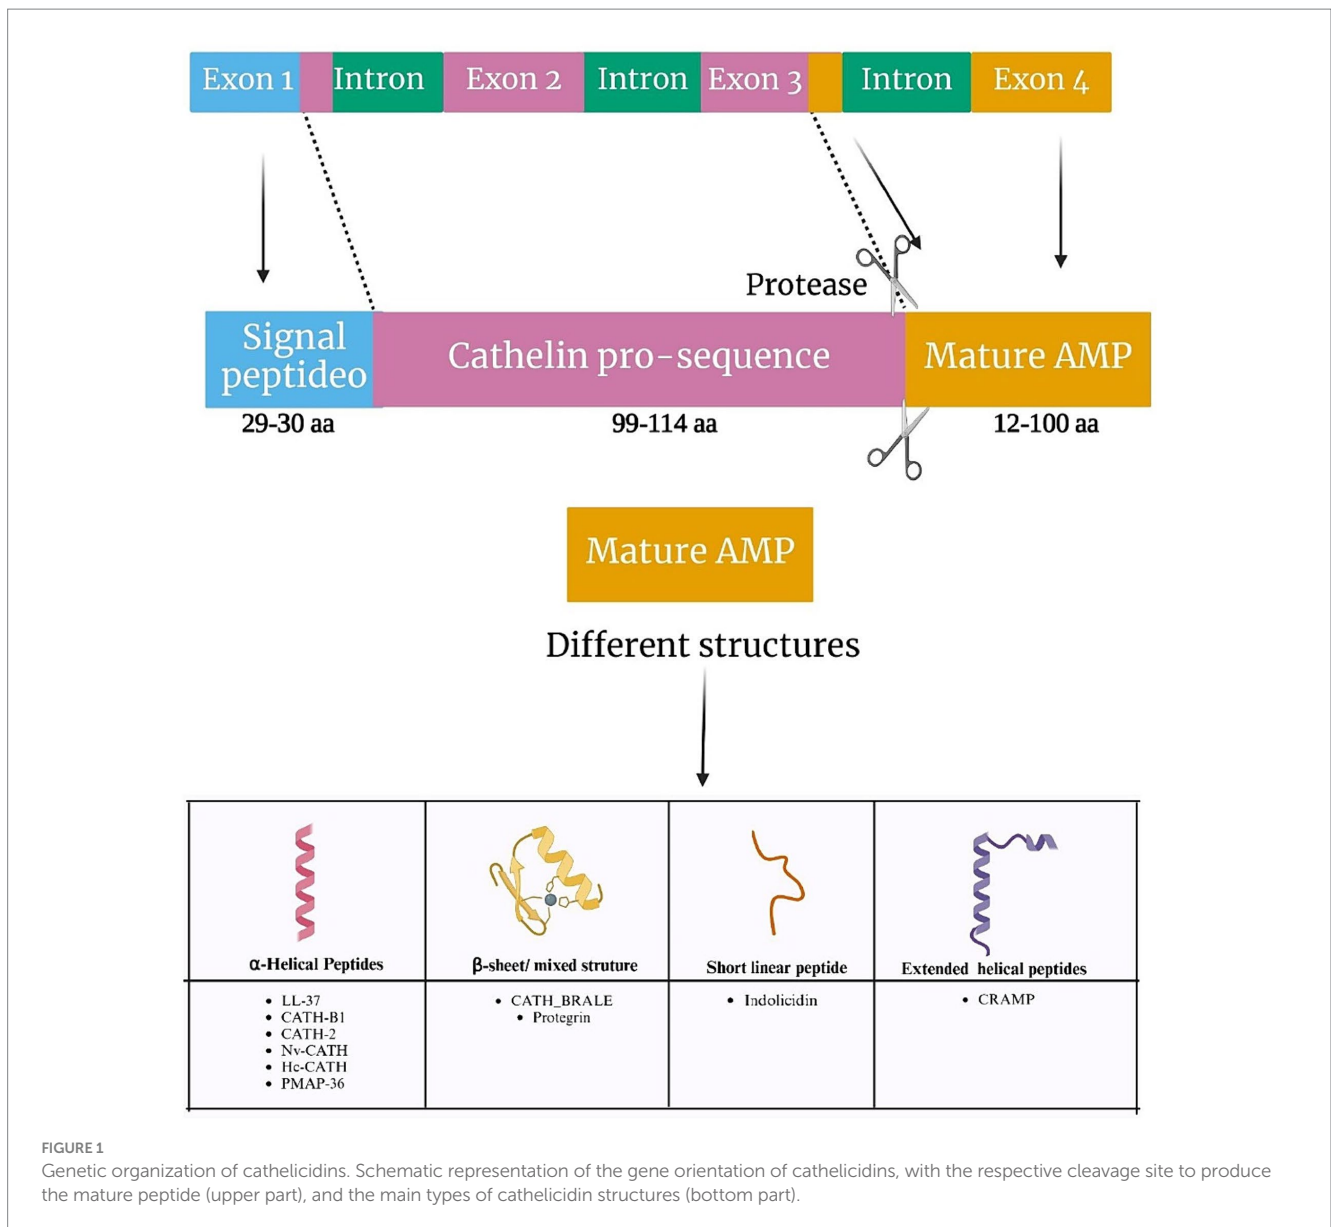 Exon 1 Intron Exon 2 Intron Exon 3 Intron Exon 4
Protease
Signal
peptideo
Cathelin pro-sequence
Mature AMP
29-30 aa 99-114 aa 12-100 aa
Mature AMP
Different structures
α-Helical Peptides
β-sheet/ mixed struture
Short linear peptide
Extended helical peptides
• LL-37
• CATH-B1
• CATH-2
• Nv-CATH
• Hc-CATH
• PMAP-36
• CATH_BRALE
• Protegrin
• Indolicidin
• CRAMP
FIGURE 1
Genetic organization of cathelicidins. Schematic representation of the gene orientation of cathelicidins, with the respective cleavage site to produce
the mature peptide (upper part), and the main types of cathelicidin structures (bottom part).